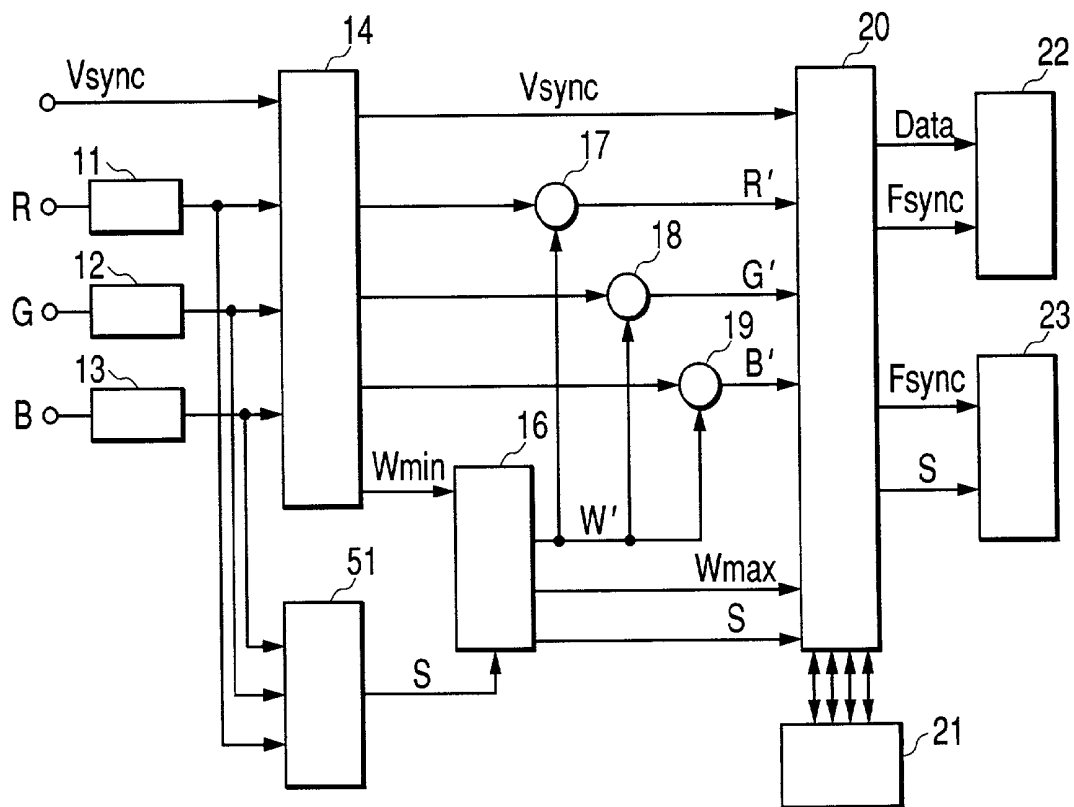 14
20
22
Vsync
Vsync
Data
11
17
R
R′
Fsync
12
18
G
G′
13
19
23
B
B′
Fsync
16
Wmin
S
W′
51
Wmax
S
S
21